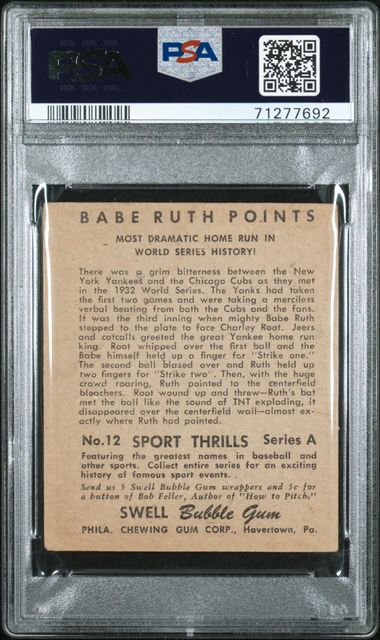 PSA
PSA
71277692
BABE RUTH POINTS
MOST DRAMATIC HOME RUN IN
WORLD SERIES HISTORY!
There was a grim bitterness between the New
York Yankees and the Chicago Cubs as they met
in the 1932 World Series. The Yanks had taken
the first two games and were taking a merciless
verbal beating from both the Cubs and the fans.
It was the third inning when mighty Babe Ruth
stepped to the plate to face Charley Root. Jeers
and catcalls greeted the great Yankee home run
king. Root whipped over the first ball and the
Babe himself held up a finger for "Strike one."
The second ball blazed over and Ruth held up
two fingers for "Strike two". Then, with the huge
crowd roaring, Ruth pointed to the centerfield
bleachers. Root wound up and threw—Ruth's bat
met the ball like the sound of TNT exploding, it
disappeared over the centerfield wall—almost ex-
actly where Ruth had pointed.
No.12 SPORT THRILLS Series A
Featuring the greatest names in baseball and
other sports. Collect entire series for an exciting
history of famous sport events.
Send us 5 Swell Bubble Gum wrappers and 5c for
a button of Bob Feller, Author of "How to Pitch."
SWELL Bubble Gum
PHILA. CHEWING GUM CORP., Havertown, Pa.